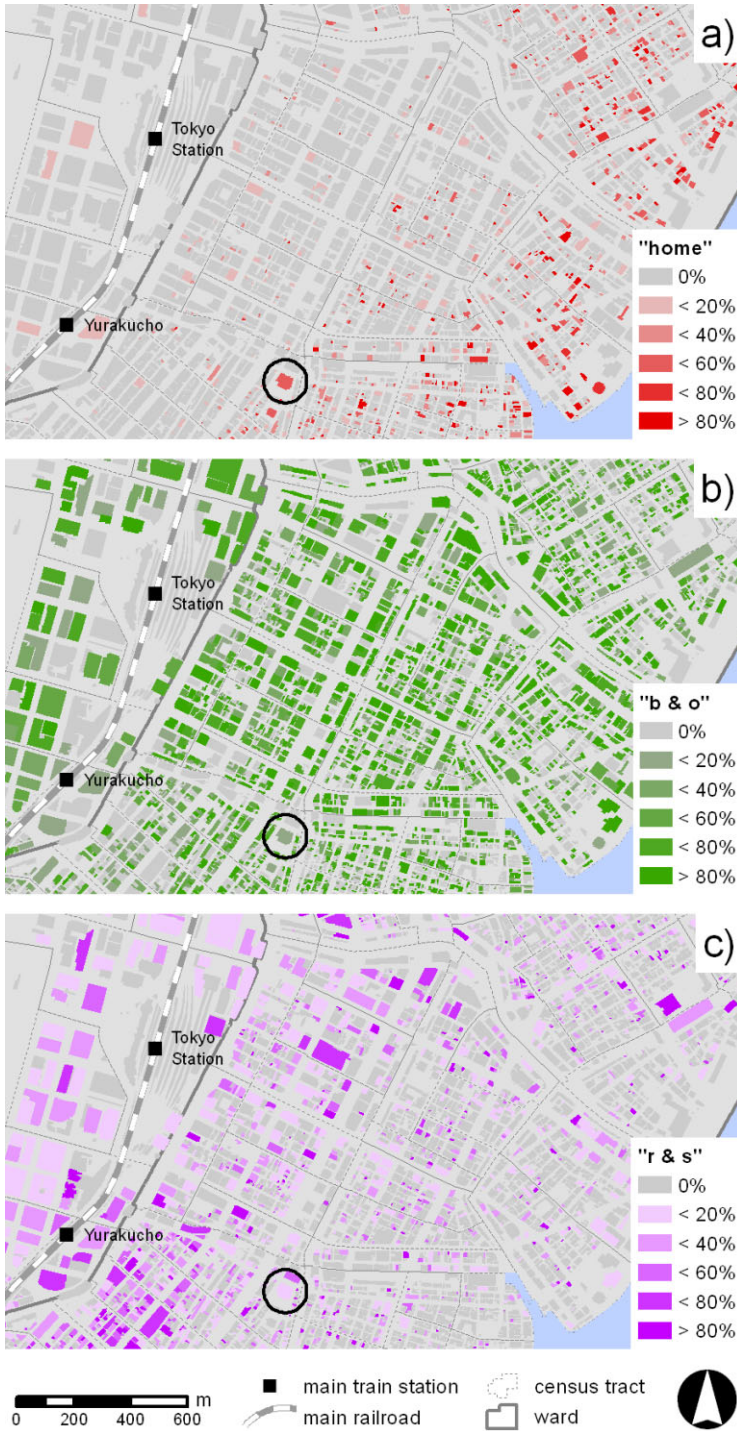 a)
Tokyo
Station
Yurakucho
"home"
0%
< 20%
< 40%
< 60%
< 80%
> 80%
b)
Tokyo
Station
Yurakucho
"b & o"
0%
< 20%
< 40%
< 60%
< 80%
> 80%
c)
Tokyo
Station
Yurakucho
"r & s"
0%
< 20%
< 40%
< 60%
< 80%
> 80%
m
0 200 400 600
main train station
census tract
main railroad
ward